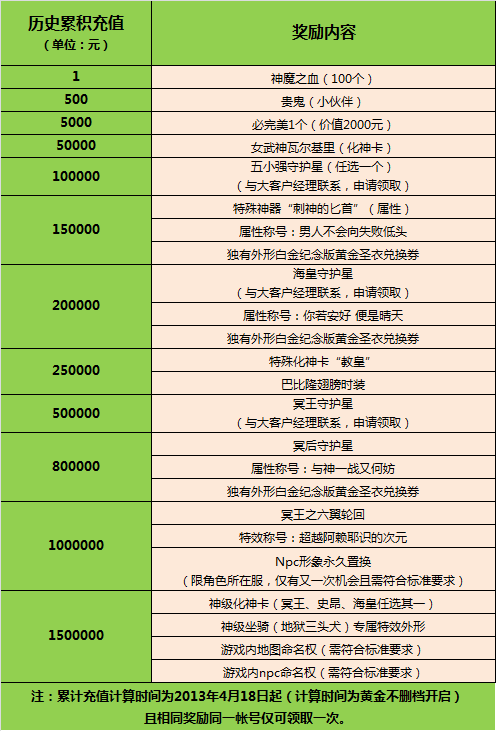 历史累积充值
（单位：元）
奖励内容
1
神魔之血（100个）
500
贵鬼（小伙伴）
5000
必完美1个（价值2000元）
50000
女武神瓦尔基里（化神卡）
100000
五小强守护星（任选一个）
（与大客户经理联系，申请领取）
150000
特殊神器“刺神的匕首”（属性）
属性称号：男人不会向失败低头
独有外形白金纪念版黄金圣衣兑换券
200000
海皇守护星
（与大客户经理联系，申请领取）
属性称号：你若安好 便是晴天
独有外形白金纪念版黄金圣衣兑换券
250000
特殊化神卡“教皇”
巴比隆翅膀时装
500000
冥王守护星
（与大客户经理联系，申请领取）
800000
冥后守护星
属性称号：与神一战又何妨
独有外形白金纪念版黄金圣衣兑换券
1000000
冥王之六翼轮回
特效称号：超越阿赖耶识的次元
Npc形象永久置换
（限角色所在服，仅有又一次机会且需符合标准要求）
1500000
神级化神卡（冥王、史昂、海皇任选其一）
神级坐骑（地狱三头犬）专属特效外形
游戏内地图命名权（需符合标准要求）
游戏内npc命名权（需符合标准要求）
注：累计充值计算时间为2013年4月18日起（计算时间为黄金不删档开启）
且相同奖励同一帐号仅可领取一次。